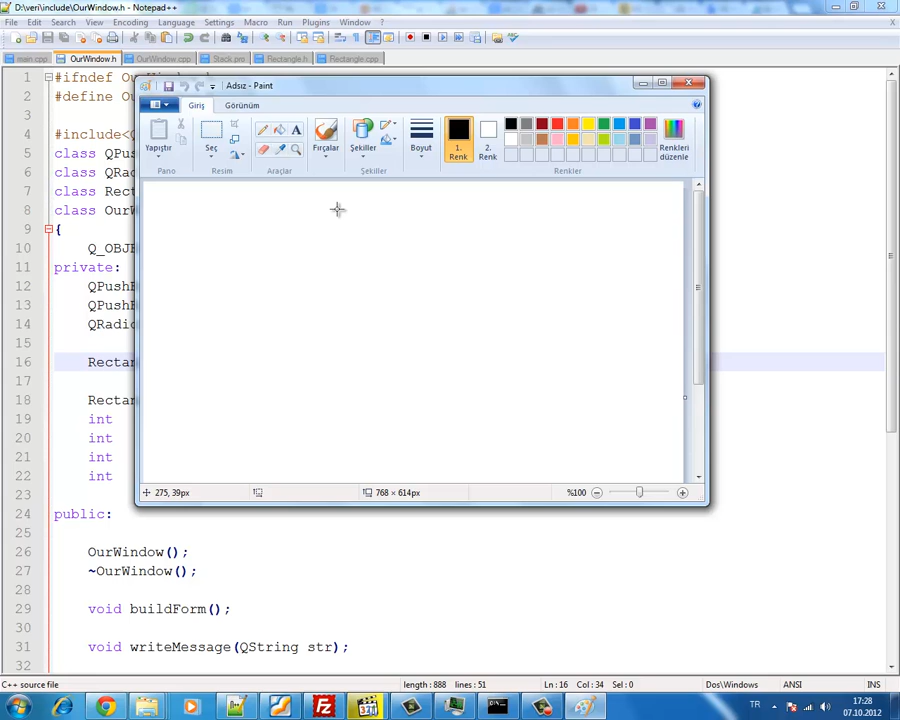 D:\veri\include\OurWindow.h - Notepad++
File Edit Search View Encoding Language Settings Macro Run Plugins Window ?
X
main.cpp OurWindow.h OurWindow.cpp Stack.pro Rectangle.h Rectangle.cpp
Adsız - Paint
Giriş Görünüm
Yapıştır Seç Fırçalar Şekiller Boyut 1. Renk 2. Renk Renkleri düzenle
Pano Resim Araçlar Şekiller Renkler
1 #ifndef Ou
2 #define Ou
3
4 #include<Q
5 class QPus
6 class QRa
7 class Rect
8 class OurW
9 {
10 Q_OBJE
11 private:
12 QPushB
13 QPushB
14 QRadio
15
16 Rectan
17
18 Rectan
19 int
20 int
21 int
22 int
23
24 public:
25
26 OurWindow();
27 ~OurWindow();
28
29 void buildForm();
30
31 void writeMessage(QString str);
32
275, 39px 768 × 614px %100
C++ source file length : 888 lines : 51 Ln : 16 Col : 34 Sel : 0 Dos\Windows ANSI INS
TR 17:28
07.10.2012